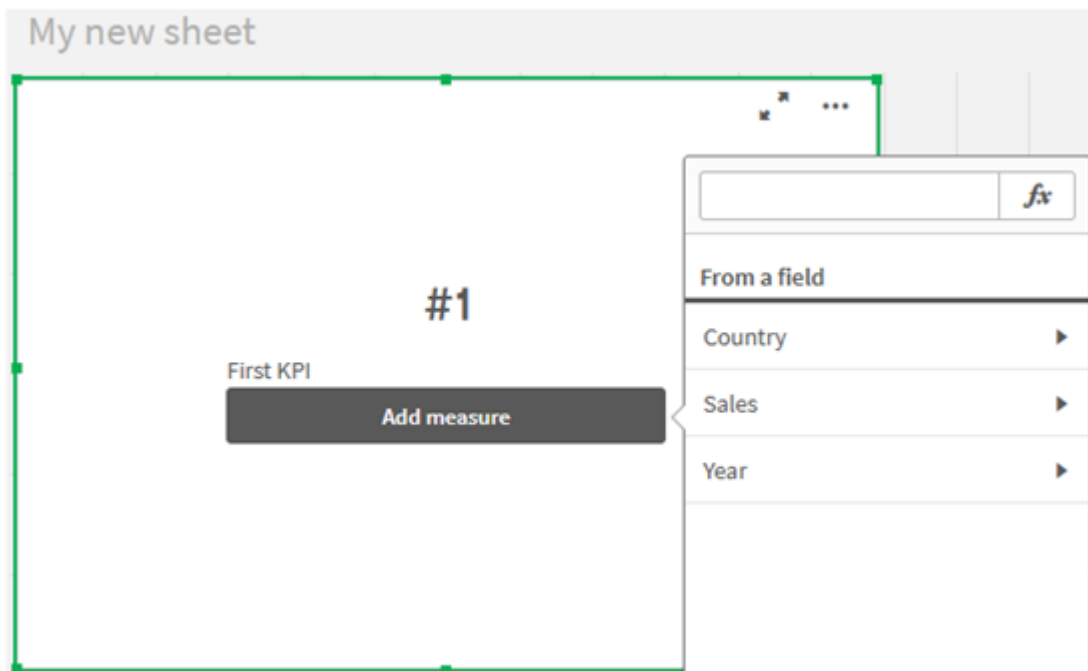 My new sheet
fx
From a field
#1
Country
First KPI
Add measure
Sales
Year